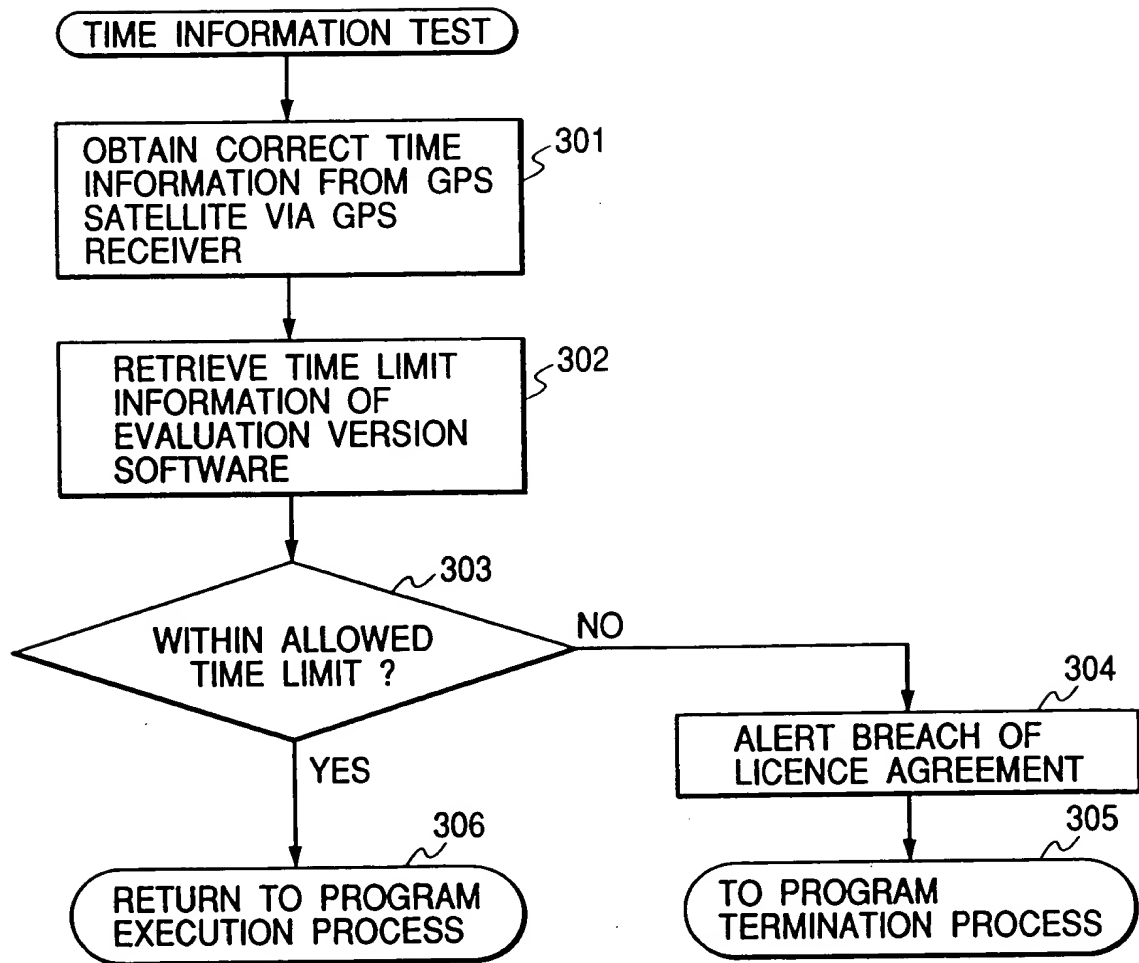 TIME INFORMATION TEST
301
OBTAIN CORRECT TIME
INFORMATION FROM GPS
SATELLITE VIA GPS
RECEIVER
302
RETRIEVE TIME LIMIT
INFORMATION OF
EVALUATION VERSION
SOFTWARE
303
WITHIN ALLOWED
TIME LIMIT ?
NO
YES
304
ALERT BREACH OF
LICENCE AGREEMENT
305
TO PROGRAM
TERMINATION PROCESS
306
RETURN TO PROGRAM
EXECUTION PROCESS